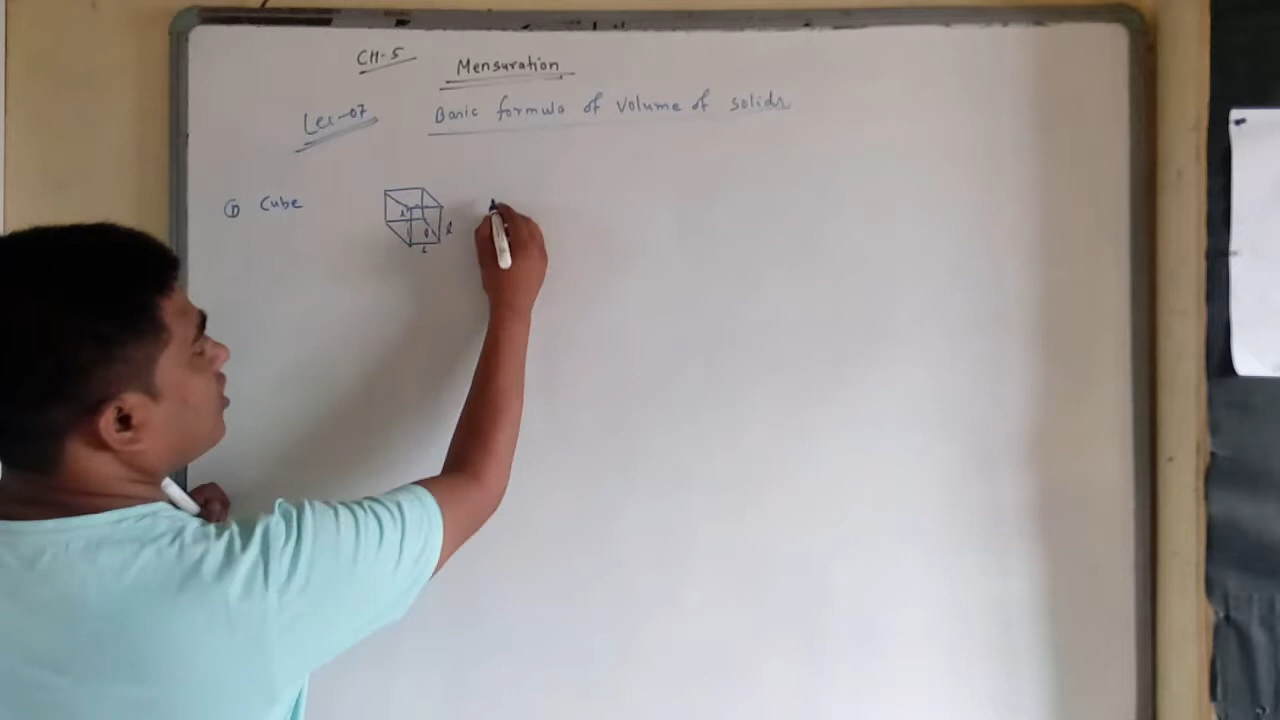 CH-5
Mensuration
Lec-07
Basic formula of Volume of solids
① Cube
l
l
l